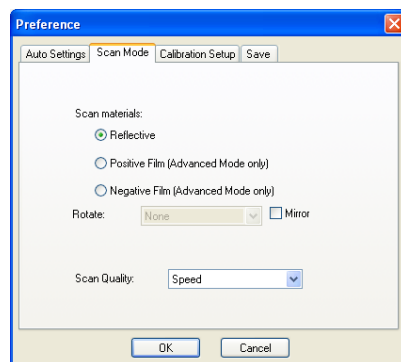 Preference
Auto Settings Scan Mode Calibration Setup Save
Scan materials:
Reflective
Positive Film (Advanced Mode only)
Negative Film (Advanced Mode only)
Rotate: None Mirror
Scan Quality: Speed
OK Cancel